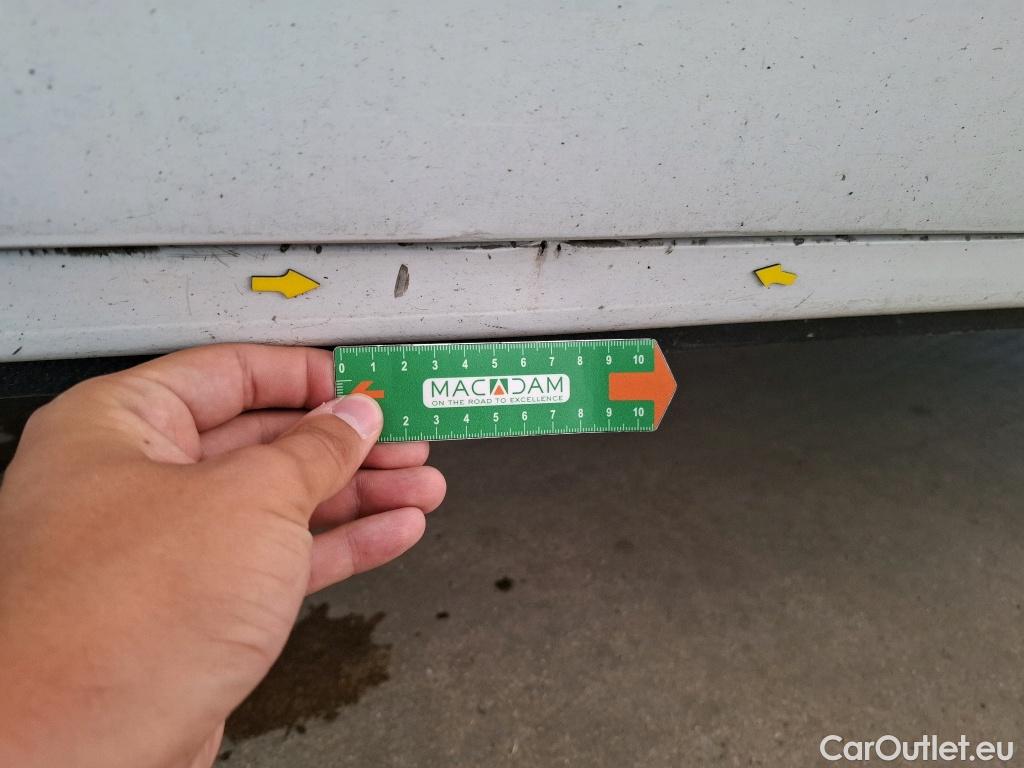 0 1 2 3 4 5 6 7 8 9 10
MACADAM
ON THE ROAD TO EXCELLENCE
2 3 4 5 6 7 8 9 10
CarOutlet.eu